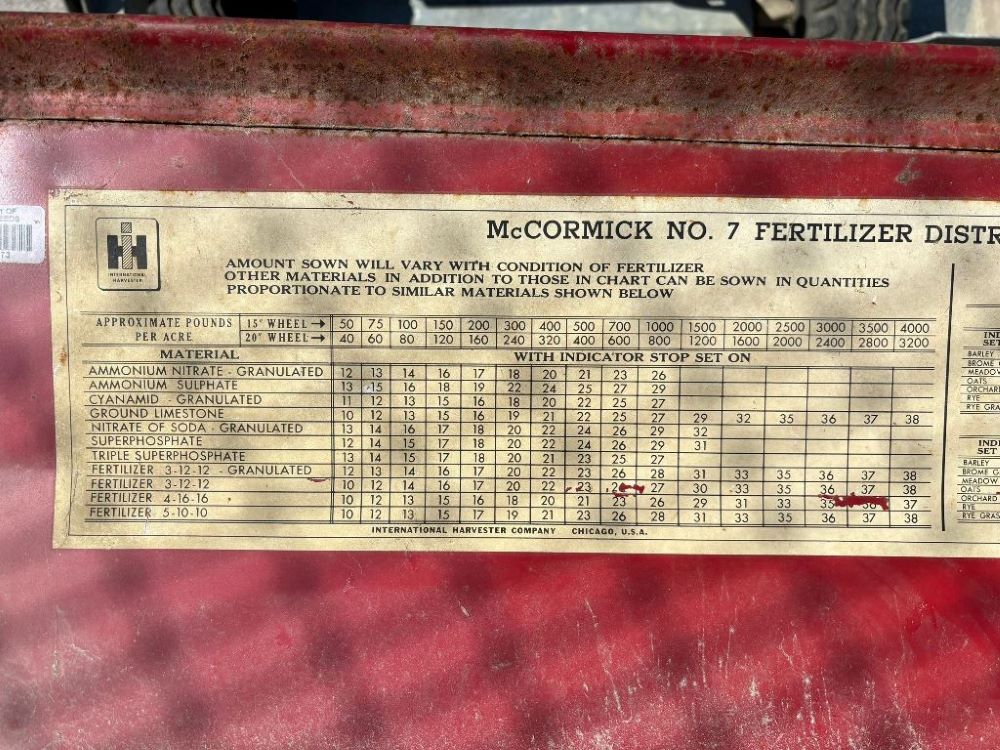 McCORMICK NO. 7 FERTILIZER DISTR
IH
INTERNATIONAL
HARVESTER
AMOUNT SOWN WILL VARY WITH CONDITION OF FERTILIZER
OTHER MATERIALS IN ADDITION TO THOSE IN CHART CAN BE SOWN IN QUANTITIES
PROPORTIONATE TO SIMILAR MATERIALS SHOWN BELOW
APPROXIMATE POUNDS 15" WHEEL → 50 75 100 150 200 300 400 500 700 1000 1500 2000 2500 3000 3500 4000
PER ACRE 20" WHEEL → 40 60 80 120 160 240 320 400 600 800 1200 1600 2000 2400 2800 3200
MATERIAL WITH INDICATOR STOP SET ON
AMMONIUM NITRATE - GRANULATED 12 13 14 16 17 18 20 21 23 26
AMMONIUM SULPHATE 13 15 16 18 19 22 24 25 27 29
CYANAMID - GRANULATED 11 12 13 15 16 18 20 22 25 27
GROUND LIMESTONE 10 12 13 15 16 19 21 22 25 27 29 32 35 36 37 38
NITRATE OF SODA - GRANULATED 13 14 16 17 18 20 22 24 26 29 32
SUPERPHOSPHATE 12 14 15 17 18 20 22 24 26 29 31
TRIPLE SUPERPHOSPHATE 13 14 15 17 18 20 21 23 25 27
FERTILIZER 3-12-12 - GRANULATED 12 13 14 16 17 20 22 23 26 28 31 33 35 36 37 38
FERTILIZER 3-12-12 10 12 14 16 17 20 22 23 27 30 33 35 36 37 38
FERTILIZER 4-16-16 10 12 13 15 16 18 20 21 23 26 29 31 33 35 37
FERTILIZER 5-10-10 10 12 13 15 17 19 21 23 26 28 31 33 35 36 37 38
INTERNATIONAL HARVESTER COMPANY CHICAGO, U.S.A.
IND
SET
BARLEY
BROME
MEADOW
OATS
ORCHARD
RYE
RYE GRA
IND
SET
BARLEY
BROME G
MEADOW
OATS
ORCHARD
RYE
RYE GRAS